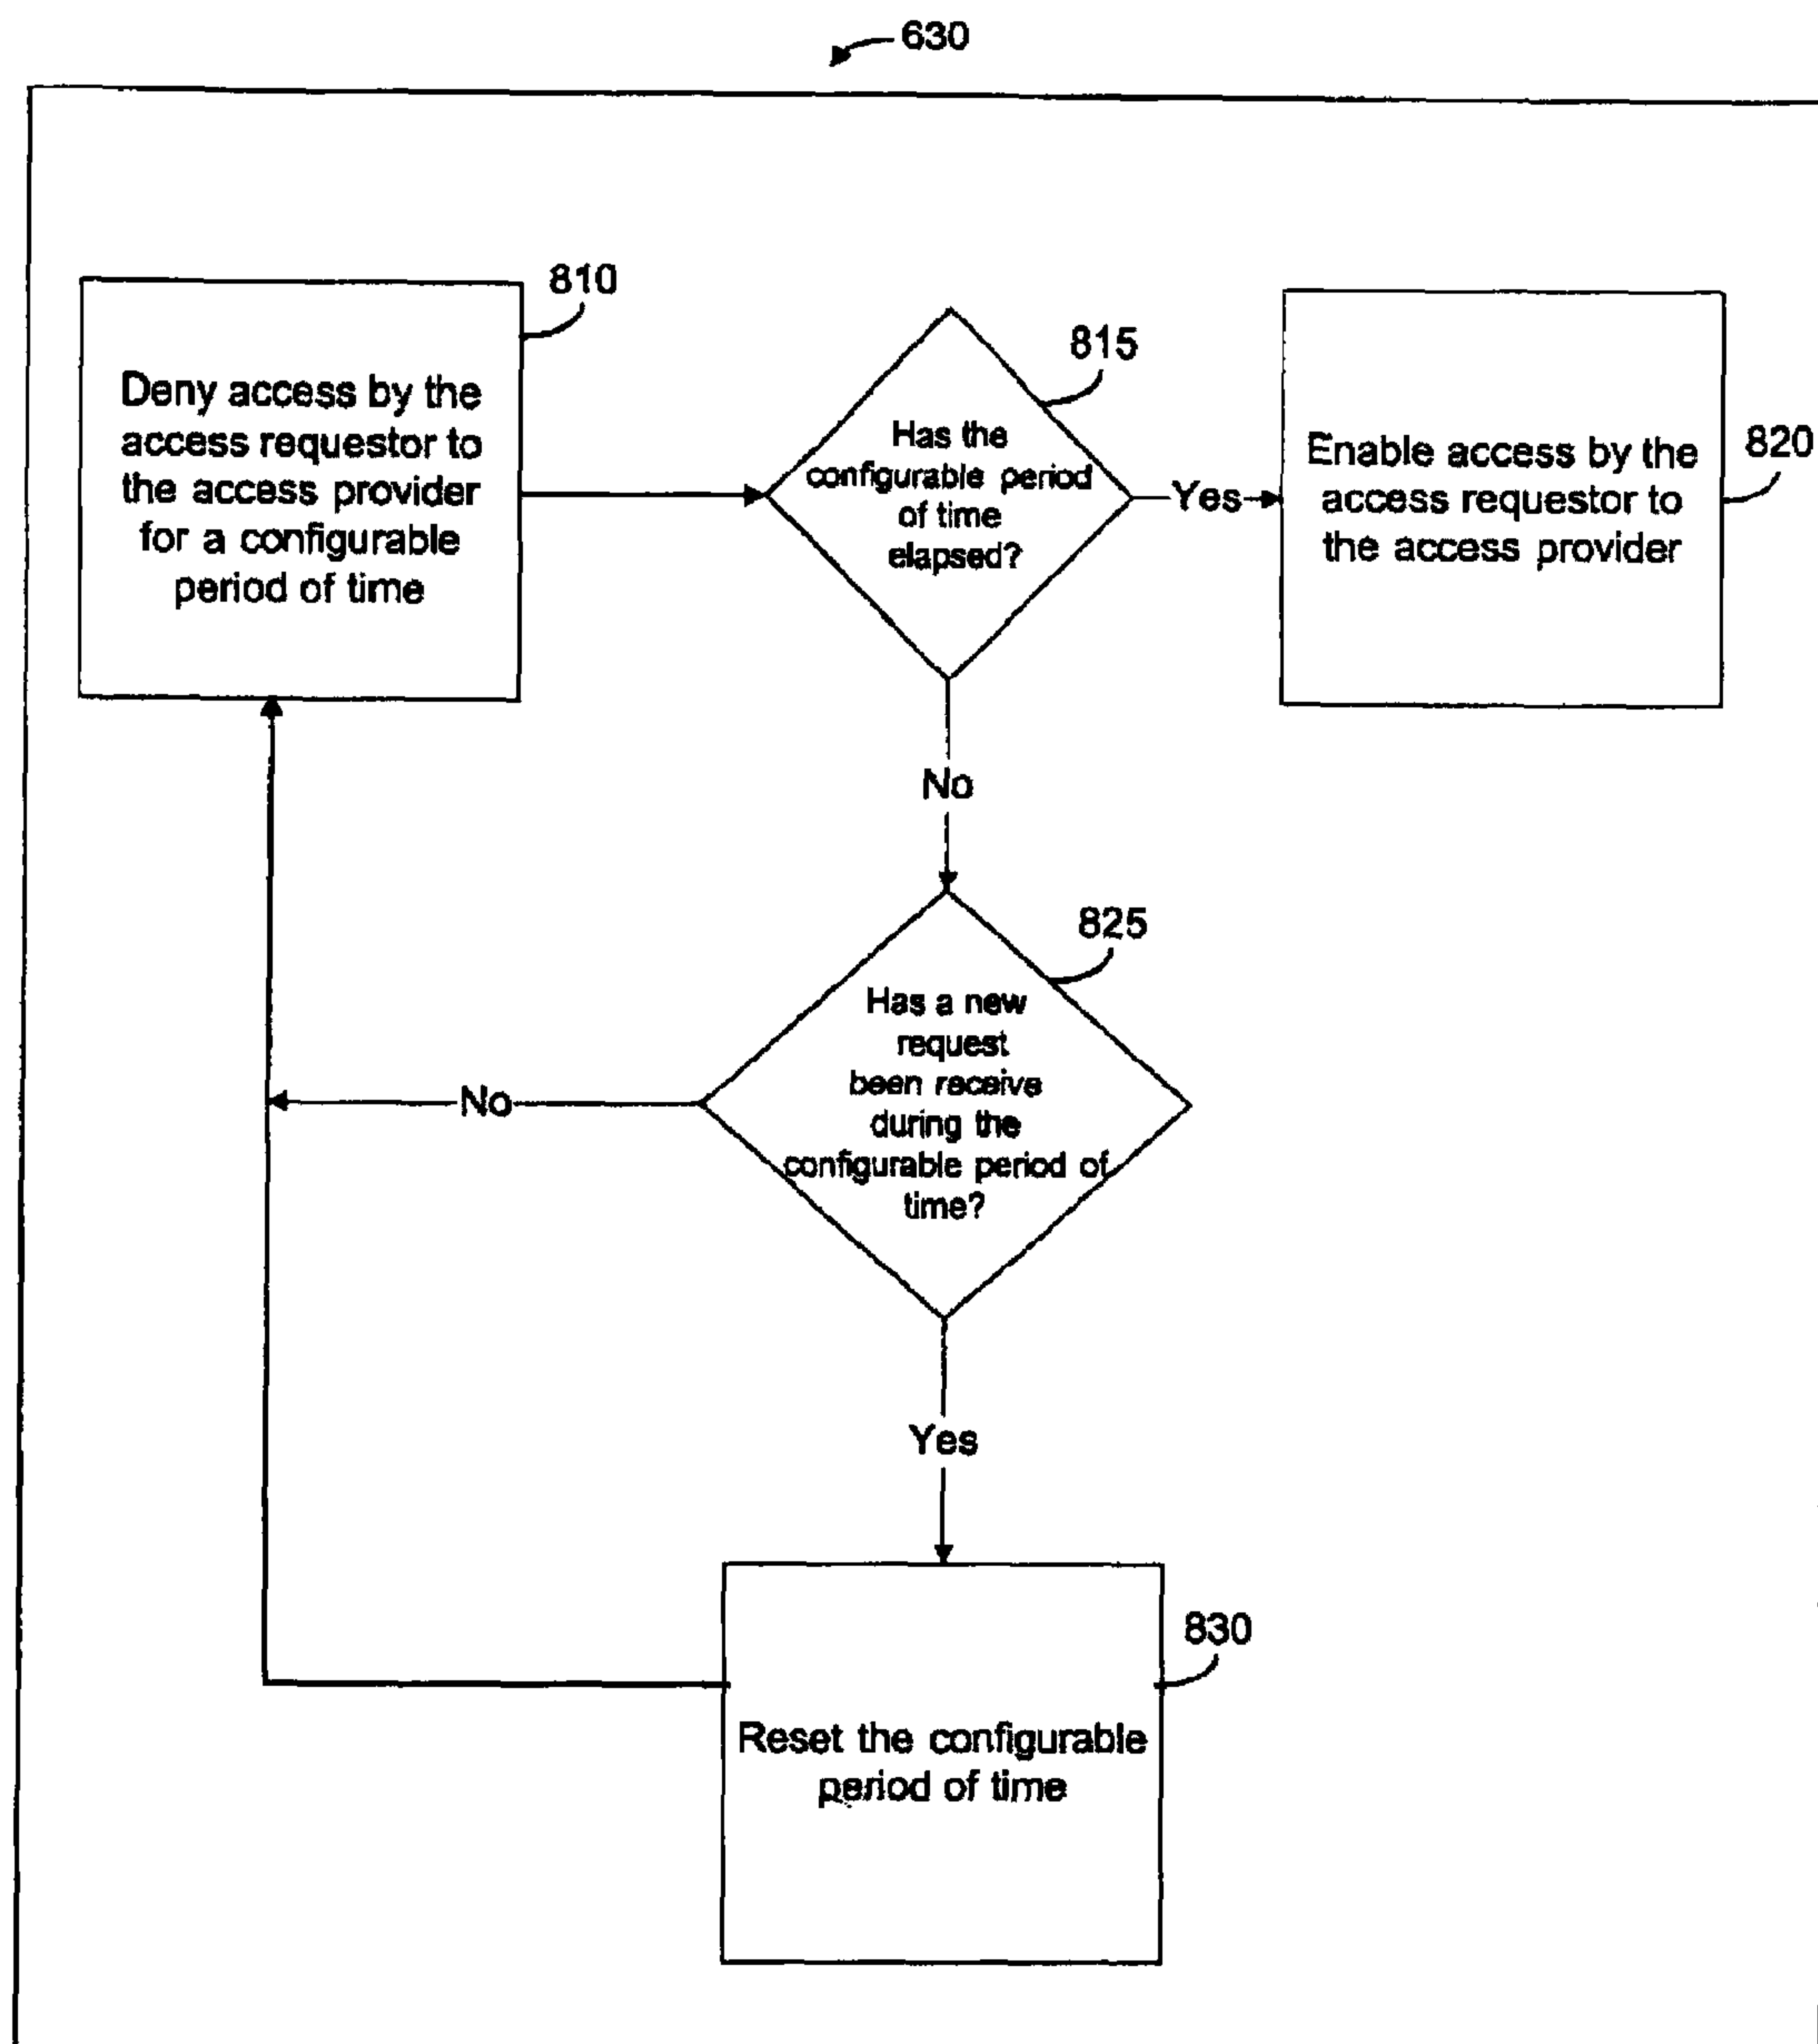 630
810
Deny access by the
access requestor to
the access provider
for a configurable
period of time
815
Has the
configurable period
of time
elapsed?
Yes
820
Enable access by the
access requestor to
the access provider
No
825
Has a new
request
been receive
during the
configurable period of
time?
No
Yes
830
Reset the configurable
period of time